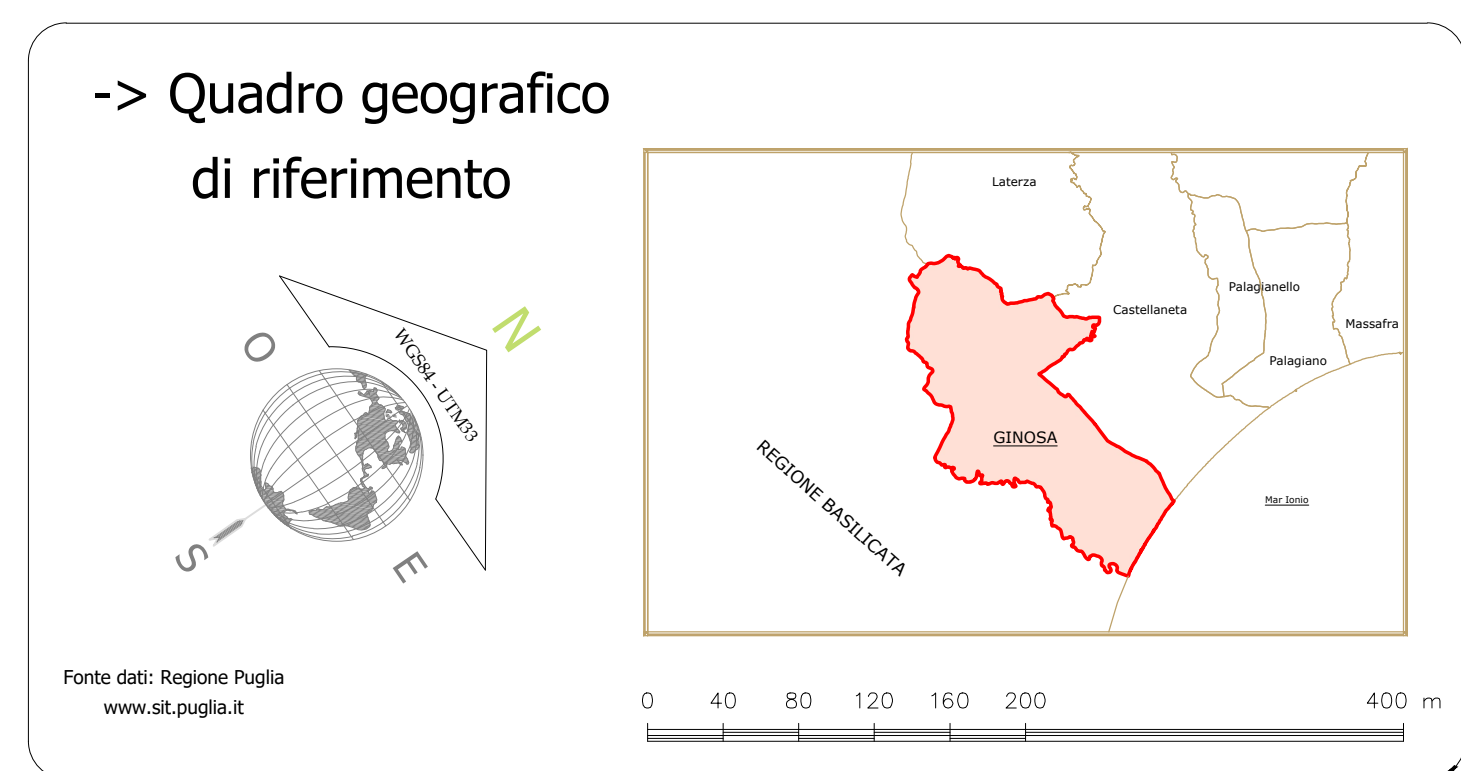 -> Quadro geografico
di riferimento
N
O
WGS84 - UTM33
S
E
Fonte dati: Regione Puglia
www.sit.puglia.it
Laterza
Palagianello
Castellaneta
Massafra
Palagiano
GINOSA
REGIONE BASILICATA
Mar Ionio
0 40 80 120 160 200 400 m